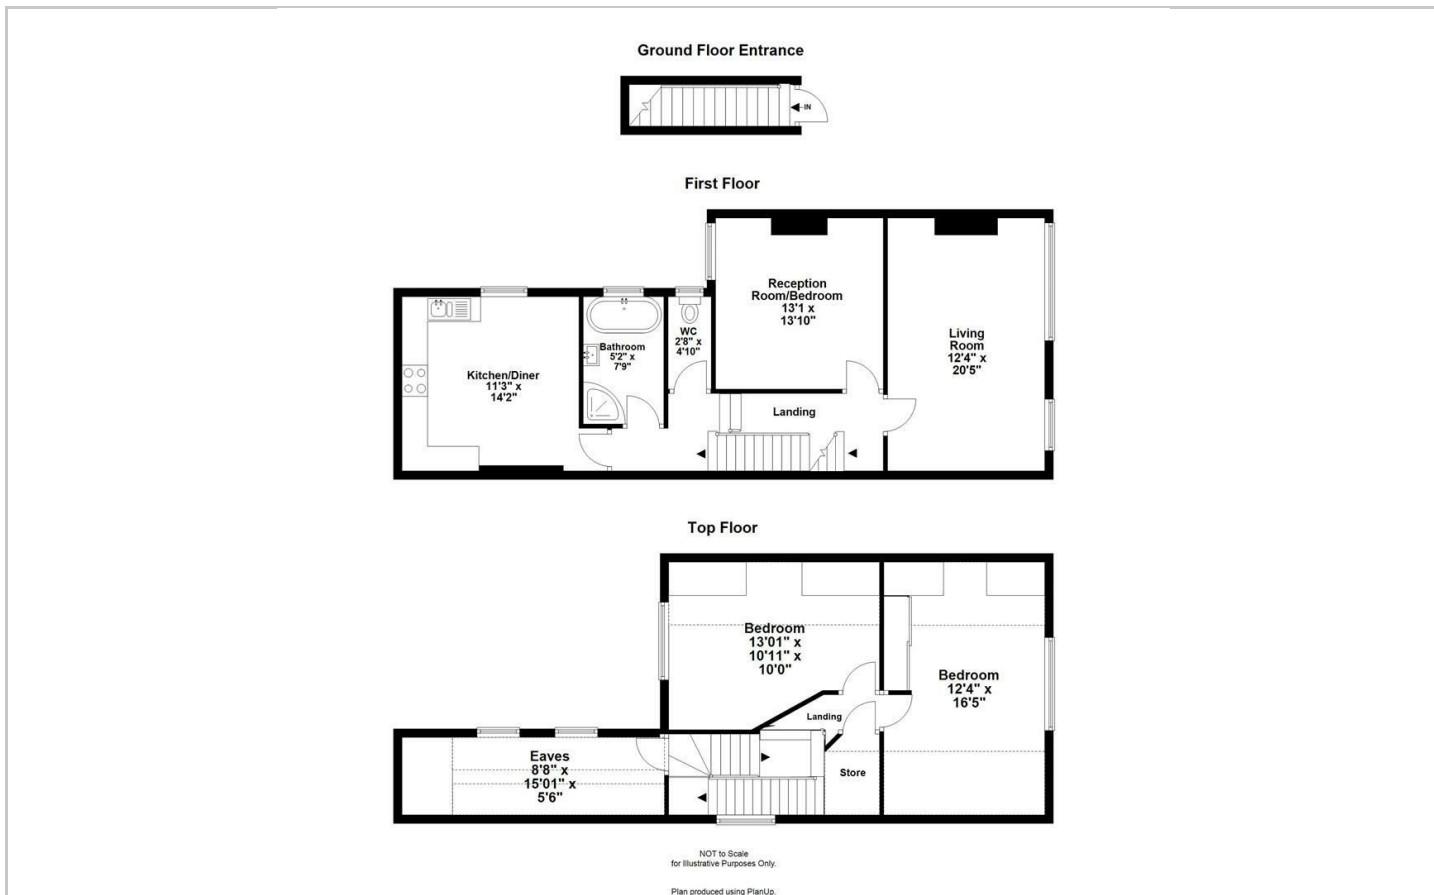 Ground Floor Entrance
IN
First Floor
Reception
Room/Bedroom
13'1 x
13'10"
Living
Room
12'4" x
20'5"
WC
2'8" x
4'10"
Bathroom
5'2" x
7'9"
Kitchen/Diner
11'3" x
14'2"
Landing
Top Floor
Bedroom
13'01" x
10'11" x
10'0"
Bedroom
12'4" x
16'5"
Landing
Eaves
8'8" x
15'01" x
5'6"
Store
NOT to Scale
for Illustrative Purposes Only.
Plan produced using PlanUp.